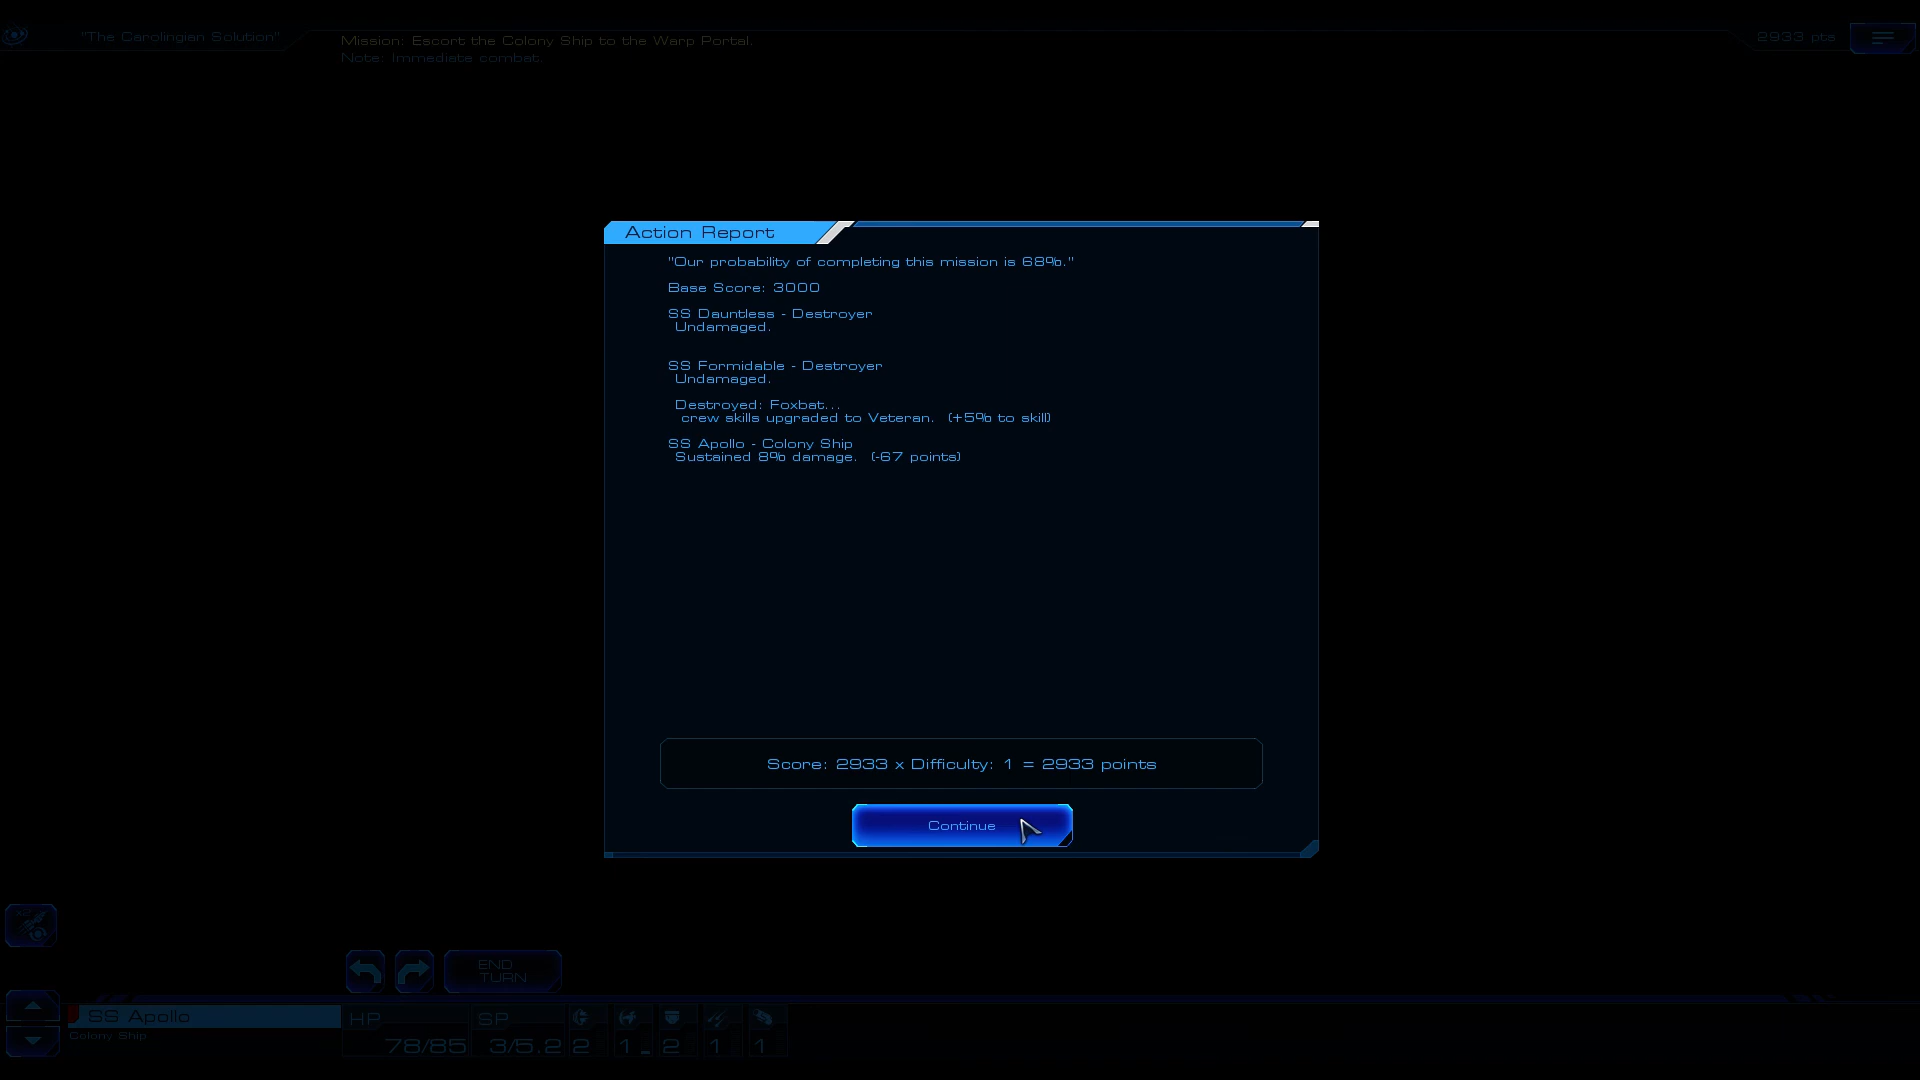 "The Carolingian Solution"
Mission: Escort the Colony Ship to the Warp Portal.
Note: Immediate combat.
2933 pts
Action Report
"Our probability of completing this mission is 68%."
Base Score: 3000
SS Dauntless - Destroyer
Undamaged.
SS Formidable - Destroyer
Undamaged.
Destroyed: Foxbat...
crew skills upgraded to Veteran. (+5% to skill)
SS Apollo - Colony Ship
Sustained 8% damage. (-67 points)
Score: 2933 x Difficulty: 1 = 2933 points
Continue
END
TURN
SS Apollo
Colony Ship
HP
78/85
SP
3/5.2
2
1
2
1
1